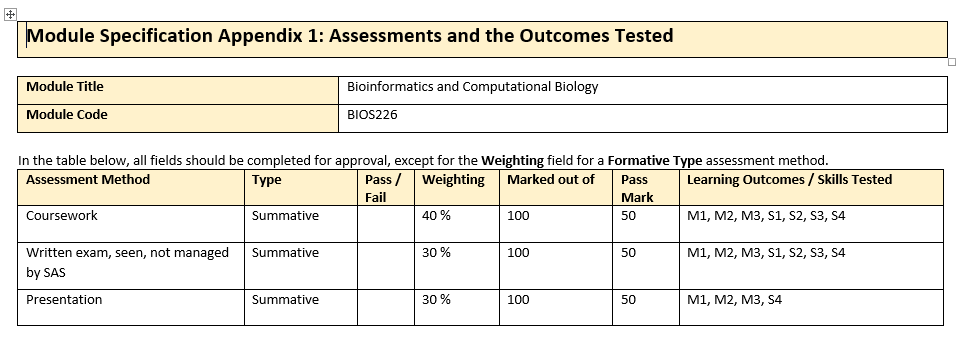 Module Specification Appendix 1: Assessments and the Outcomes Tested
Module Title Bioinformatics and Computational Biology
Module Code BIOS226
In the table below, all fields should be completed for approval, except for the Weighting field for a Formative Type assessment method.
Assessment Method Type Pass / Fail Weighting Marked out of Pass Mark Learning Outcomes / Skills Tested
Coursework Summative 40 % 100 50 M1, M2, M3, S1, S2, S3, S4
Written exam, seen, not managed by SAS Summative 30 % 100 50 M1, M2, M3, S1, S2, S3, S4
Presentation Summative 30 % 100 50 M1, M2, M3, S4